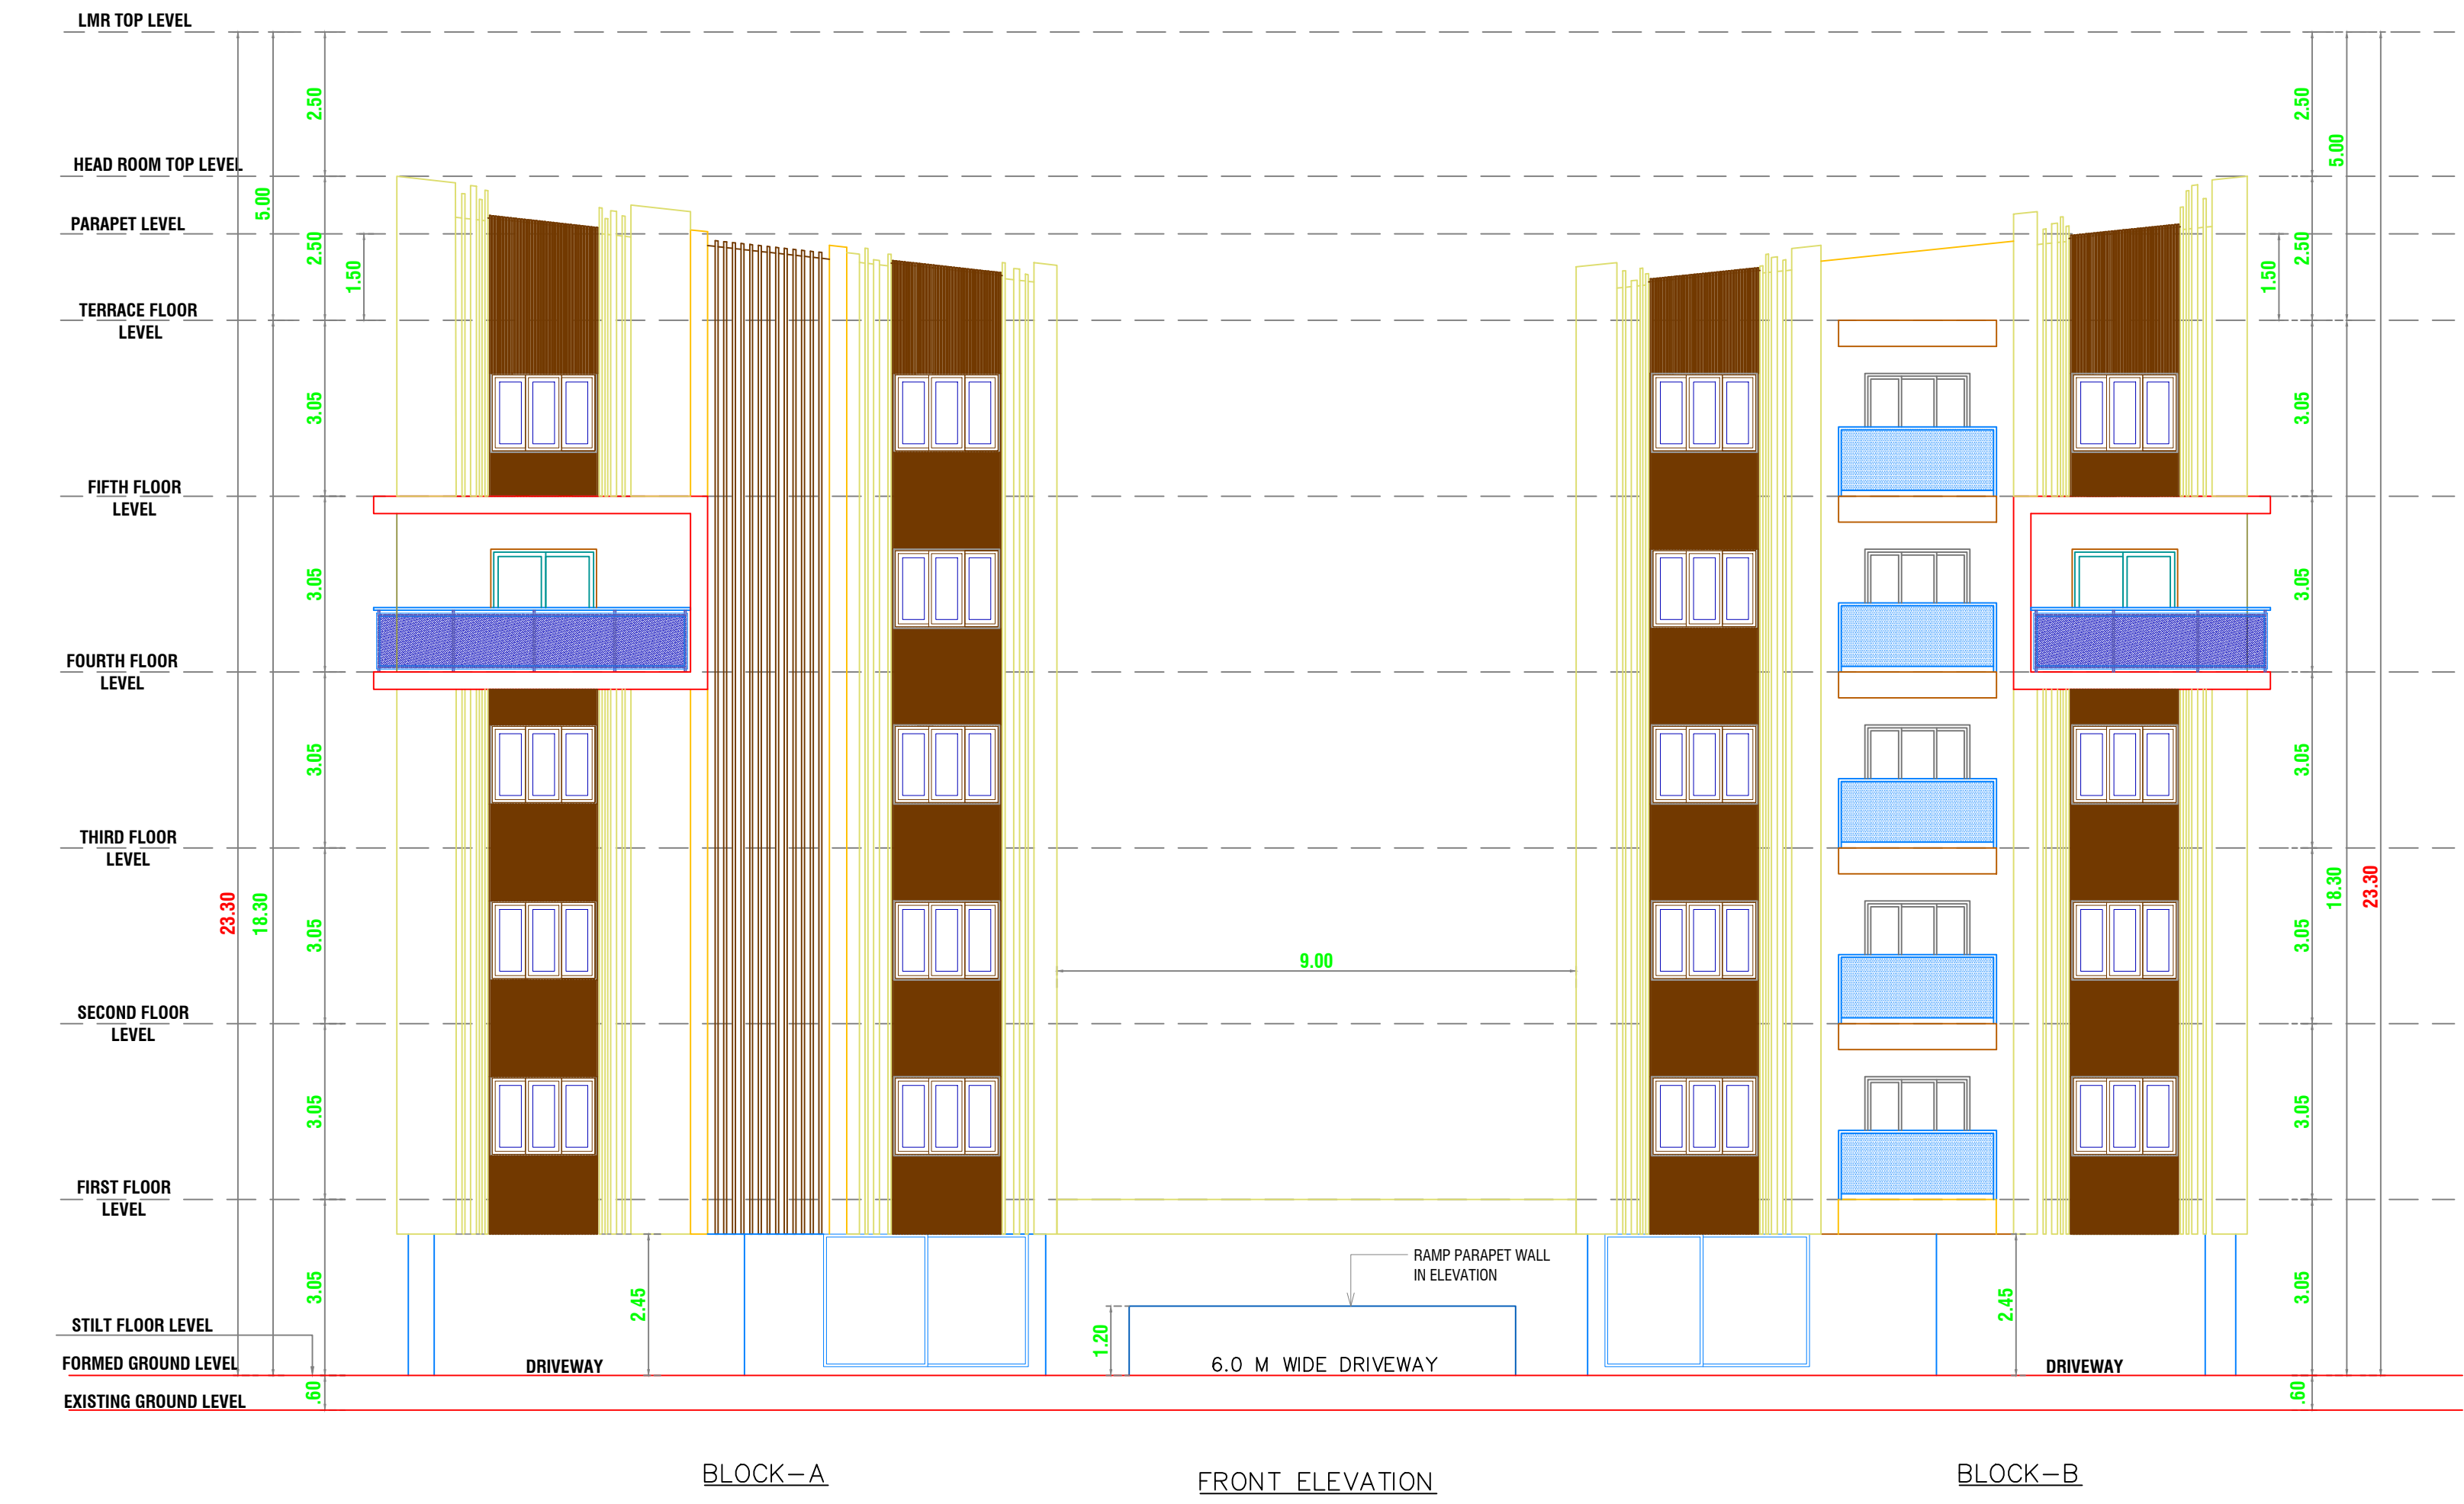 LMR TOP LEVEL
2.50
2.50
HEAD ROOM TOP LEVEL
5.00
5.00
PARAPET LEVEL
2.50
2.50
1.50
1.50
TERRACE FLOOR
LEVEL
3.05
3.05
FIFTH FLOOR
LEVEL
3.05
3.05
FOURTH FLOOR
LEVEL
3.05
3.05
THIRD FLOOR
LEVEL
23.30
18.30
3.05
9.00
3.05
18.30
23.30
SECOND FLOOR
LEVEL
3.05
3.05
FIRST FLOOR
LEVEL
3.05
2.45
RAMP PARAPET WALL
IN ELEVATION
2.45
3.05
STILT FLOOR LEVEL
1.20
FORMED GROUND LEVEL
DRIVEWAY
6.0 M WIDE DRIVEWAY
DRIVEWAY
EXISTING GROUND LEVEL
.60
.60
BLOCK-A
FRONT ELEVATION
BLOCK-B